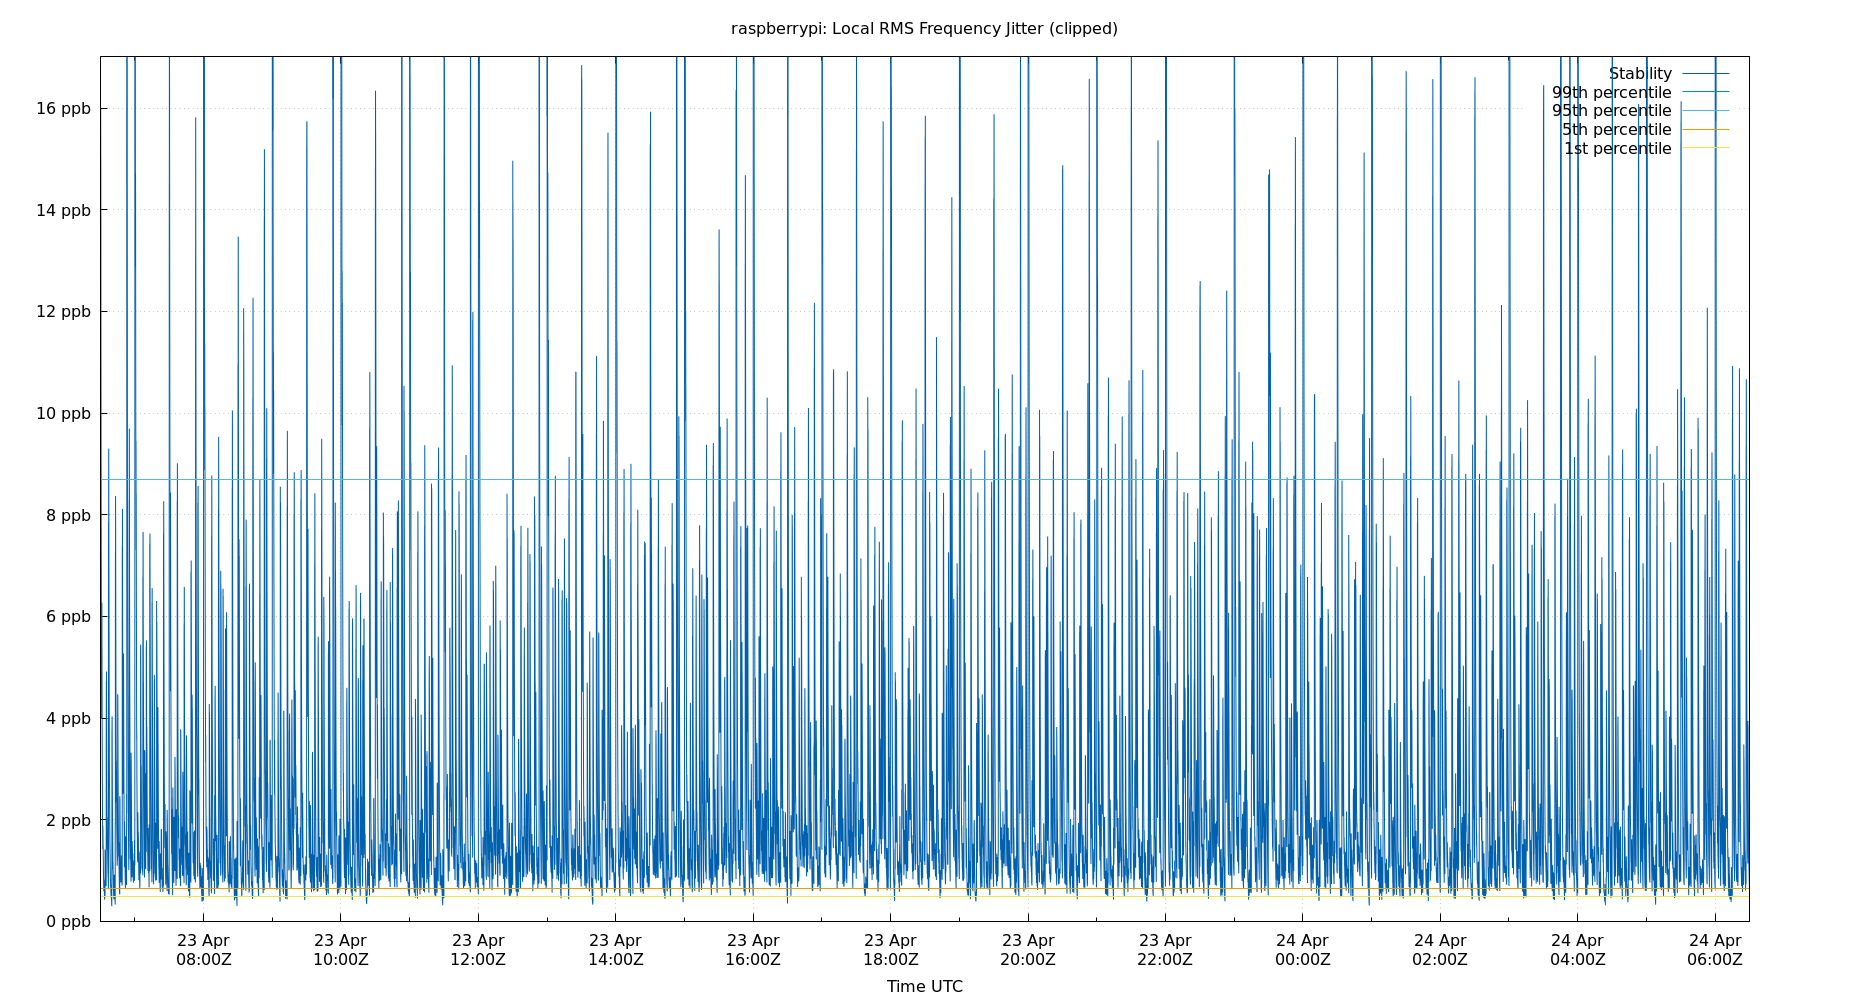 raspberrypi: Local RMS Frequency Jitter (clipped)
Stability
99th percentile
95th percentile
5th percentile
1st percentile
16 ppb
14 ppb
12 ppb
10 ppb
8 ppb
6 ppb
4 ppb
2 ppb
0 ppb
23 Apr 23 Apr 23 Apr 23 Apr 23 Apr 23 Apr 23 Apr 23 Apr 24 Apr 24 Apr 24 Apr 24 Apr
08:00Z 10:00Z 12:00Z 14:00Z 16:00Z 18:00Z 20:00Z 22:00Z 00:00Z 02:00Z 04:00Z 06:00Z
Time UTC